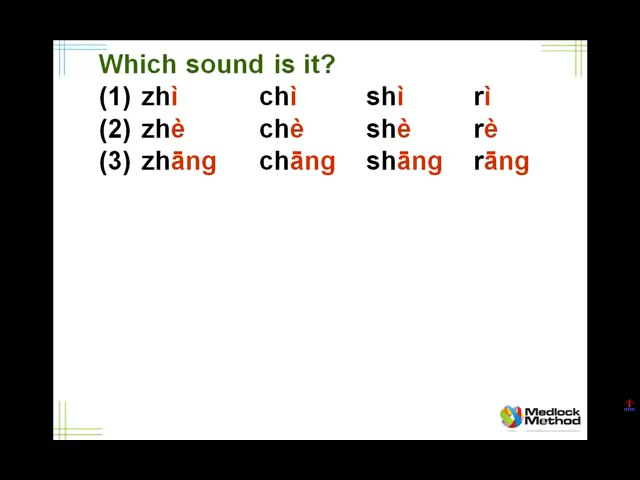 Which sound is it?
(1) zhì chì shì rì
(2) zhè chè shè rè
(3) zhāng chāng shāng rāng
Medlock
Method